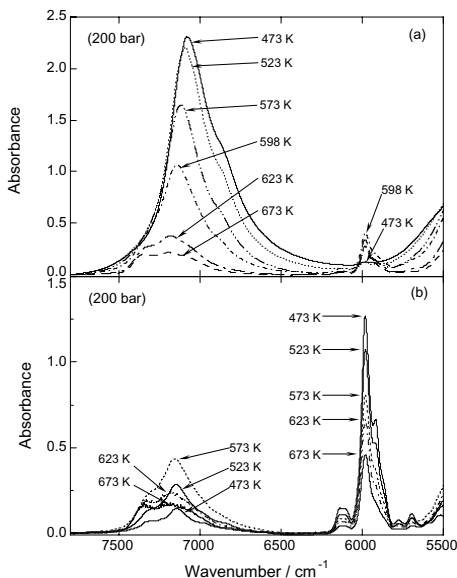 (200 bar)
(a)
473 K
523 K
573 K
598 K
623 K
673 K
598 K
473 K
2.5
2.0
1.5
1.0
0.5
0.0
Absorbance
(200 bar)
(b)
473 K
523 K
573 K
623 K
673 K
573 K
623 K
523 K
673 K
473 K
1.0
0.5
0.0
Absorbance
7500 7000 6500 6000 5500
Wavenumber / cm⁻¹